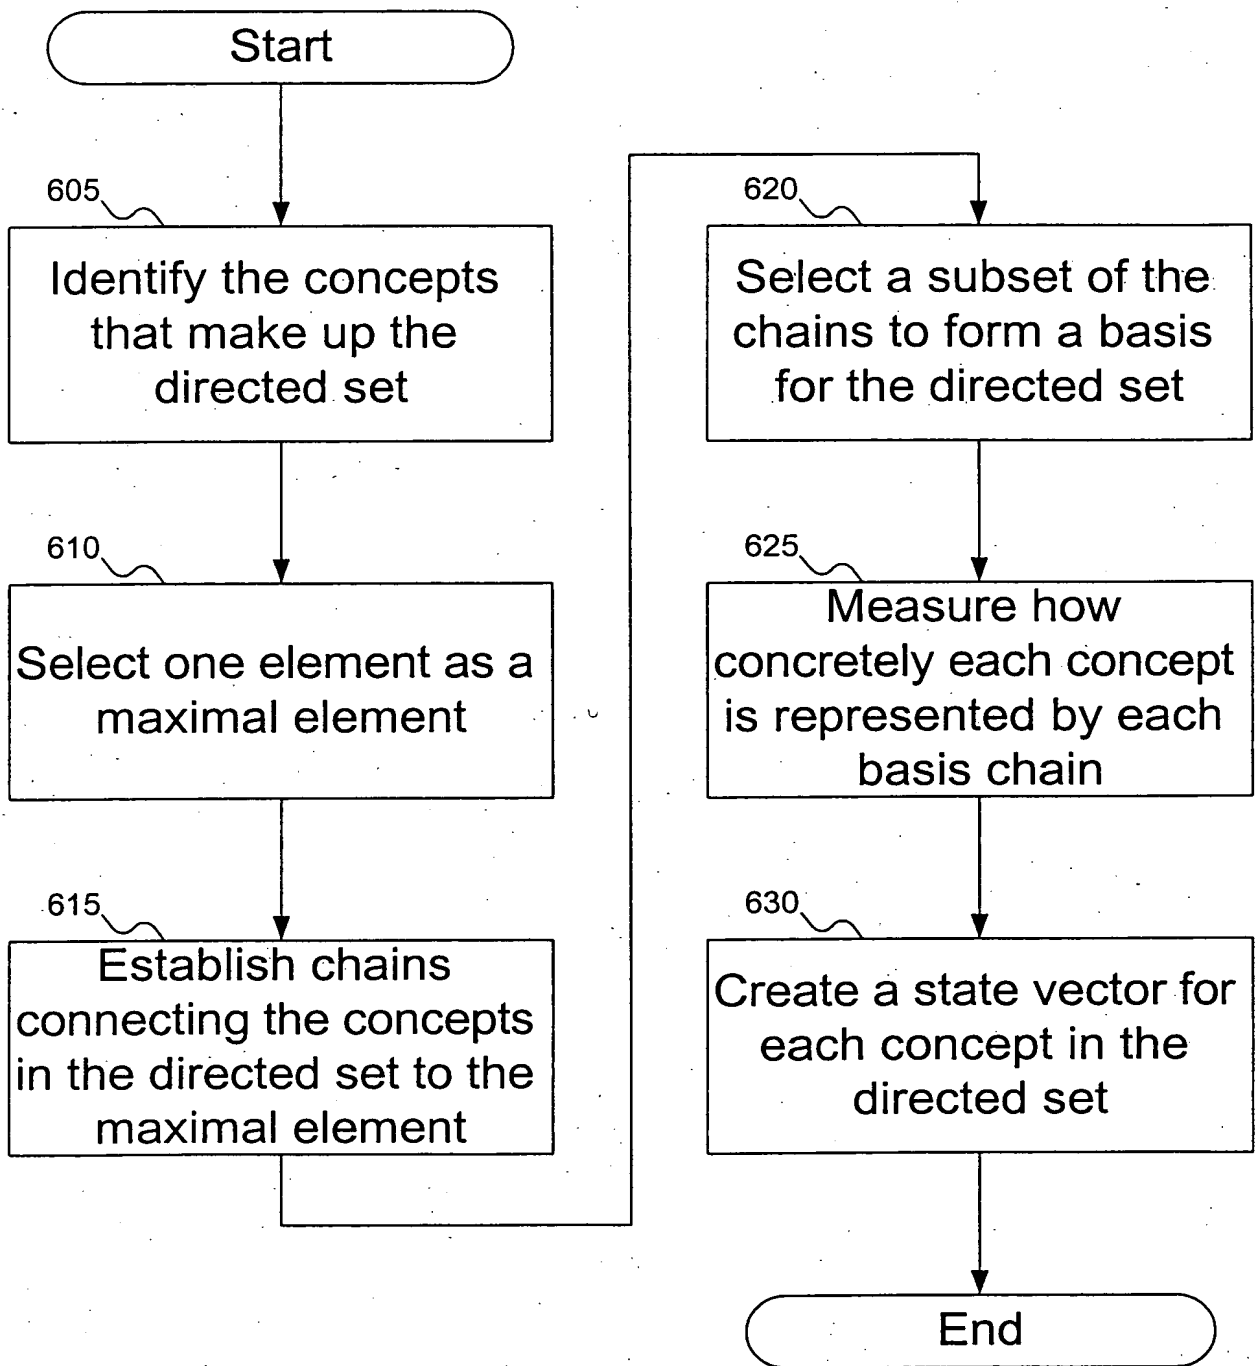 Start
605
Identify the concepts
that make up the
directed set
610
Select one element as a
maximal element
615
Establish chains
connecting the concepts
in the directed set to the
maximal element
620
Select a subset of the
chains to form a basis
for the directed set
625
Measure how
concretely each concept
is represented by each
basis chain
630
Create a state vector for
each concept in the
directed set
End